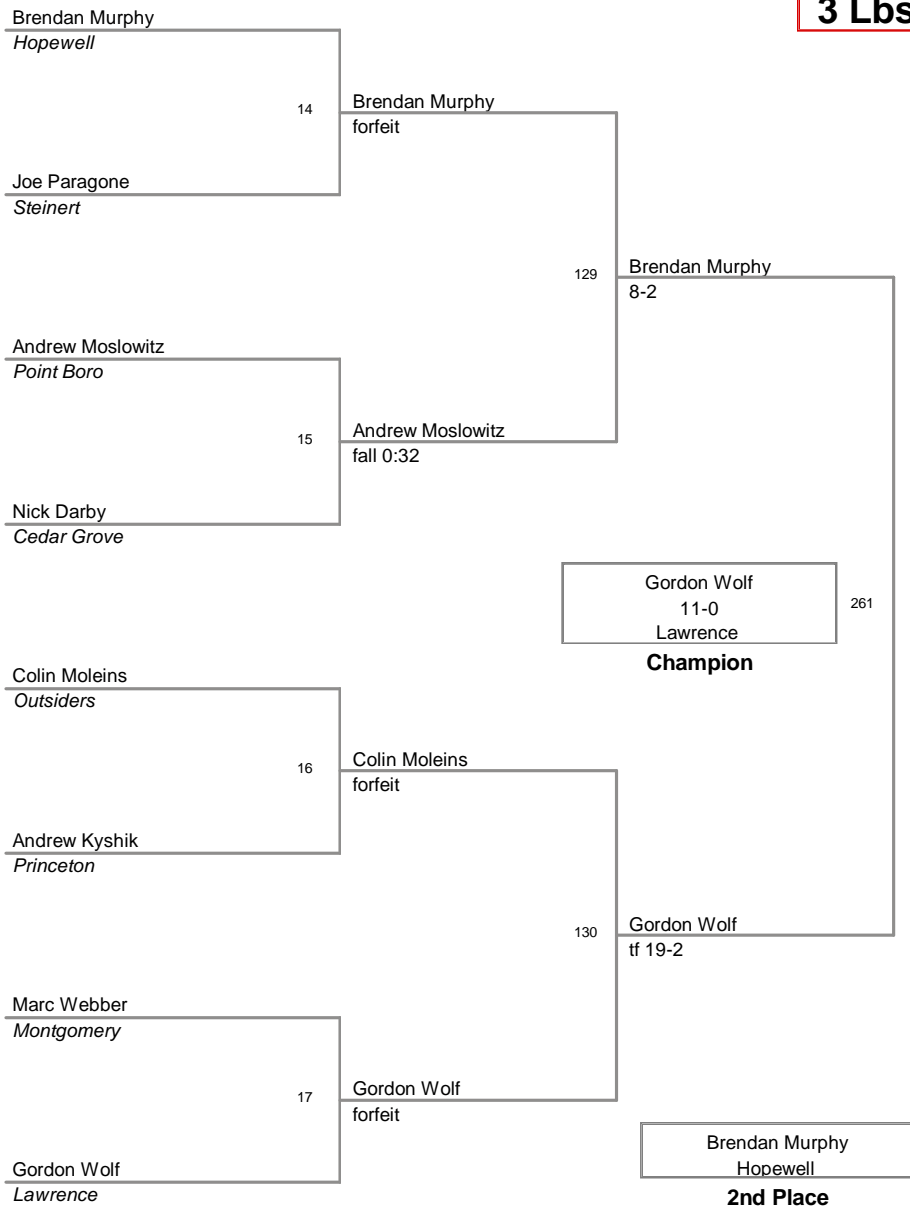 3 Lbs
Brendan Murphy
Hopewell
14
Brendan Murphy
forfeit
Joe Paragone
Steinert
129
Brendan Murphy
8-2
Andrew Moslowitz
Point Boro
15
Andrew Moslowitz
fall 0:32
Nick Darby
Cedar Grove
Gordon Wolf
11-0
Lawrence
261
Champion
Colin Moleins
Outsiders
16
Colin Moleins
forfeit
Andrew Kyshik
Princeton
130
Gordon Wolf
tf 19-2
Marc Webber
Montgomery
17
Gordon Wolf
forfeit
Gordon Wolf
Lawrence
Brendan Murphy
Hopewell
2nd Place